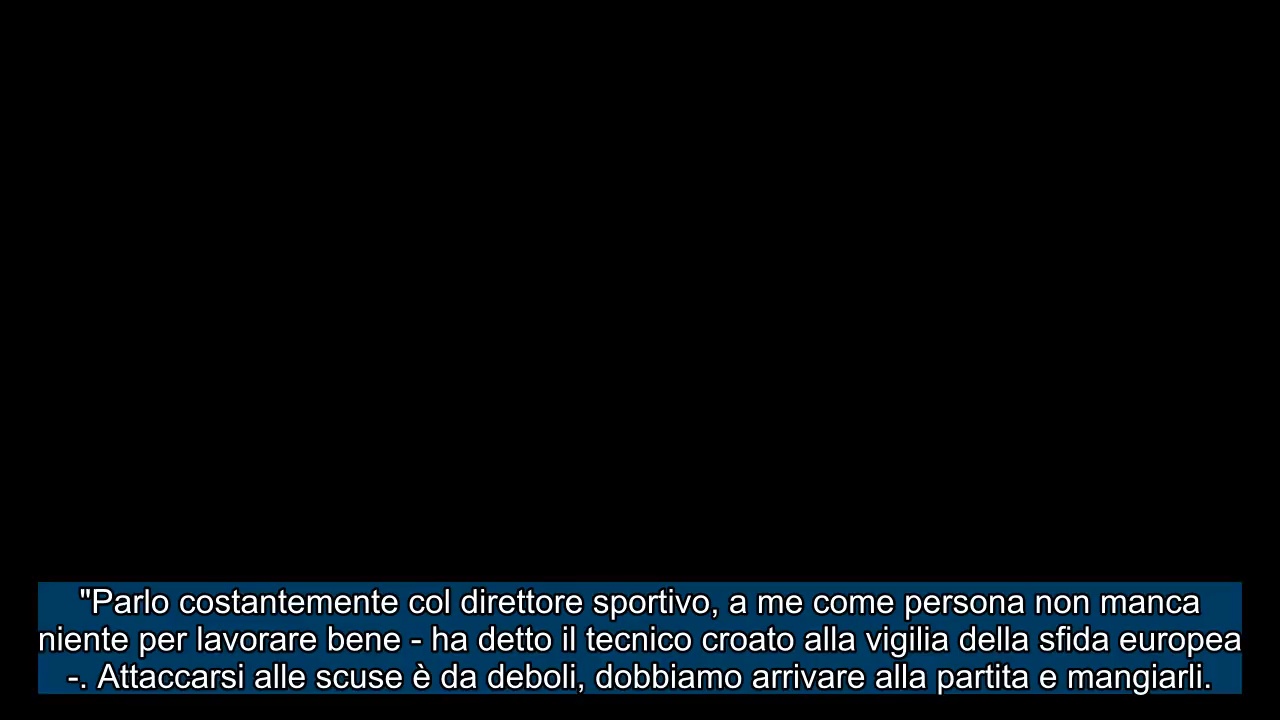 "Parlo costantemente col direttore sportivo, a me come persona non manca
niente per lavorare bene - ha detto il tecnico croato alla vigilia della sfida europea
-. Attaccarsi alle scuse è da deboli, dobbiamo arrivare alla partita e mangiarli.